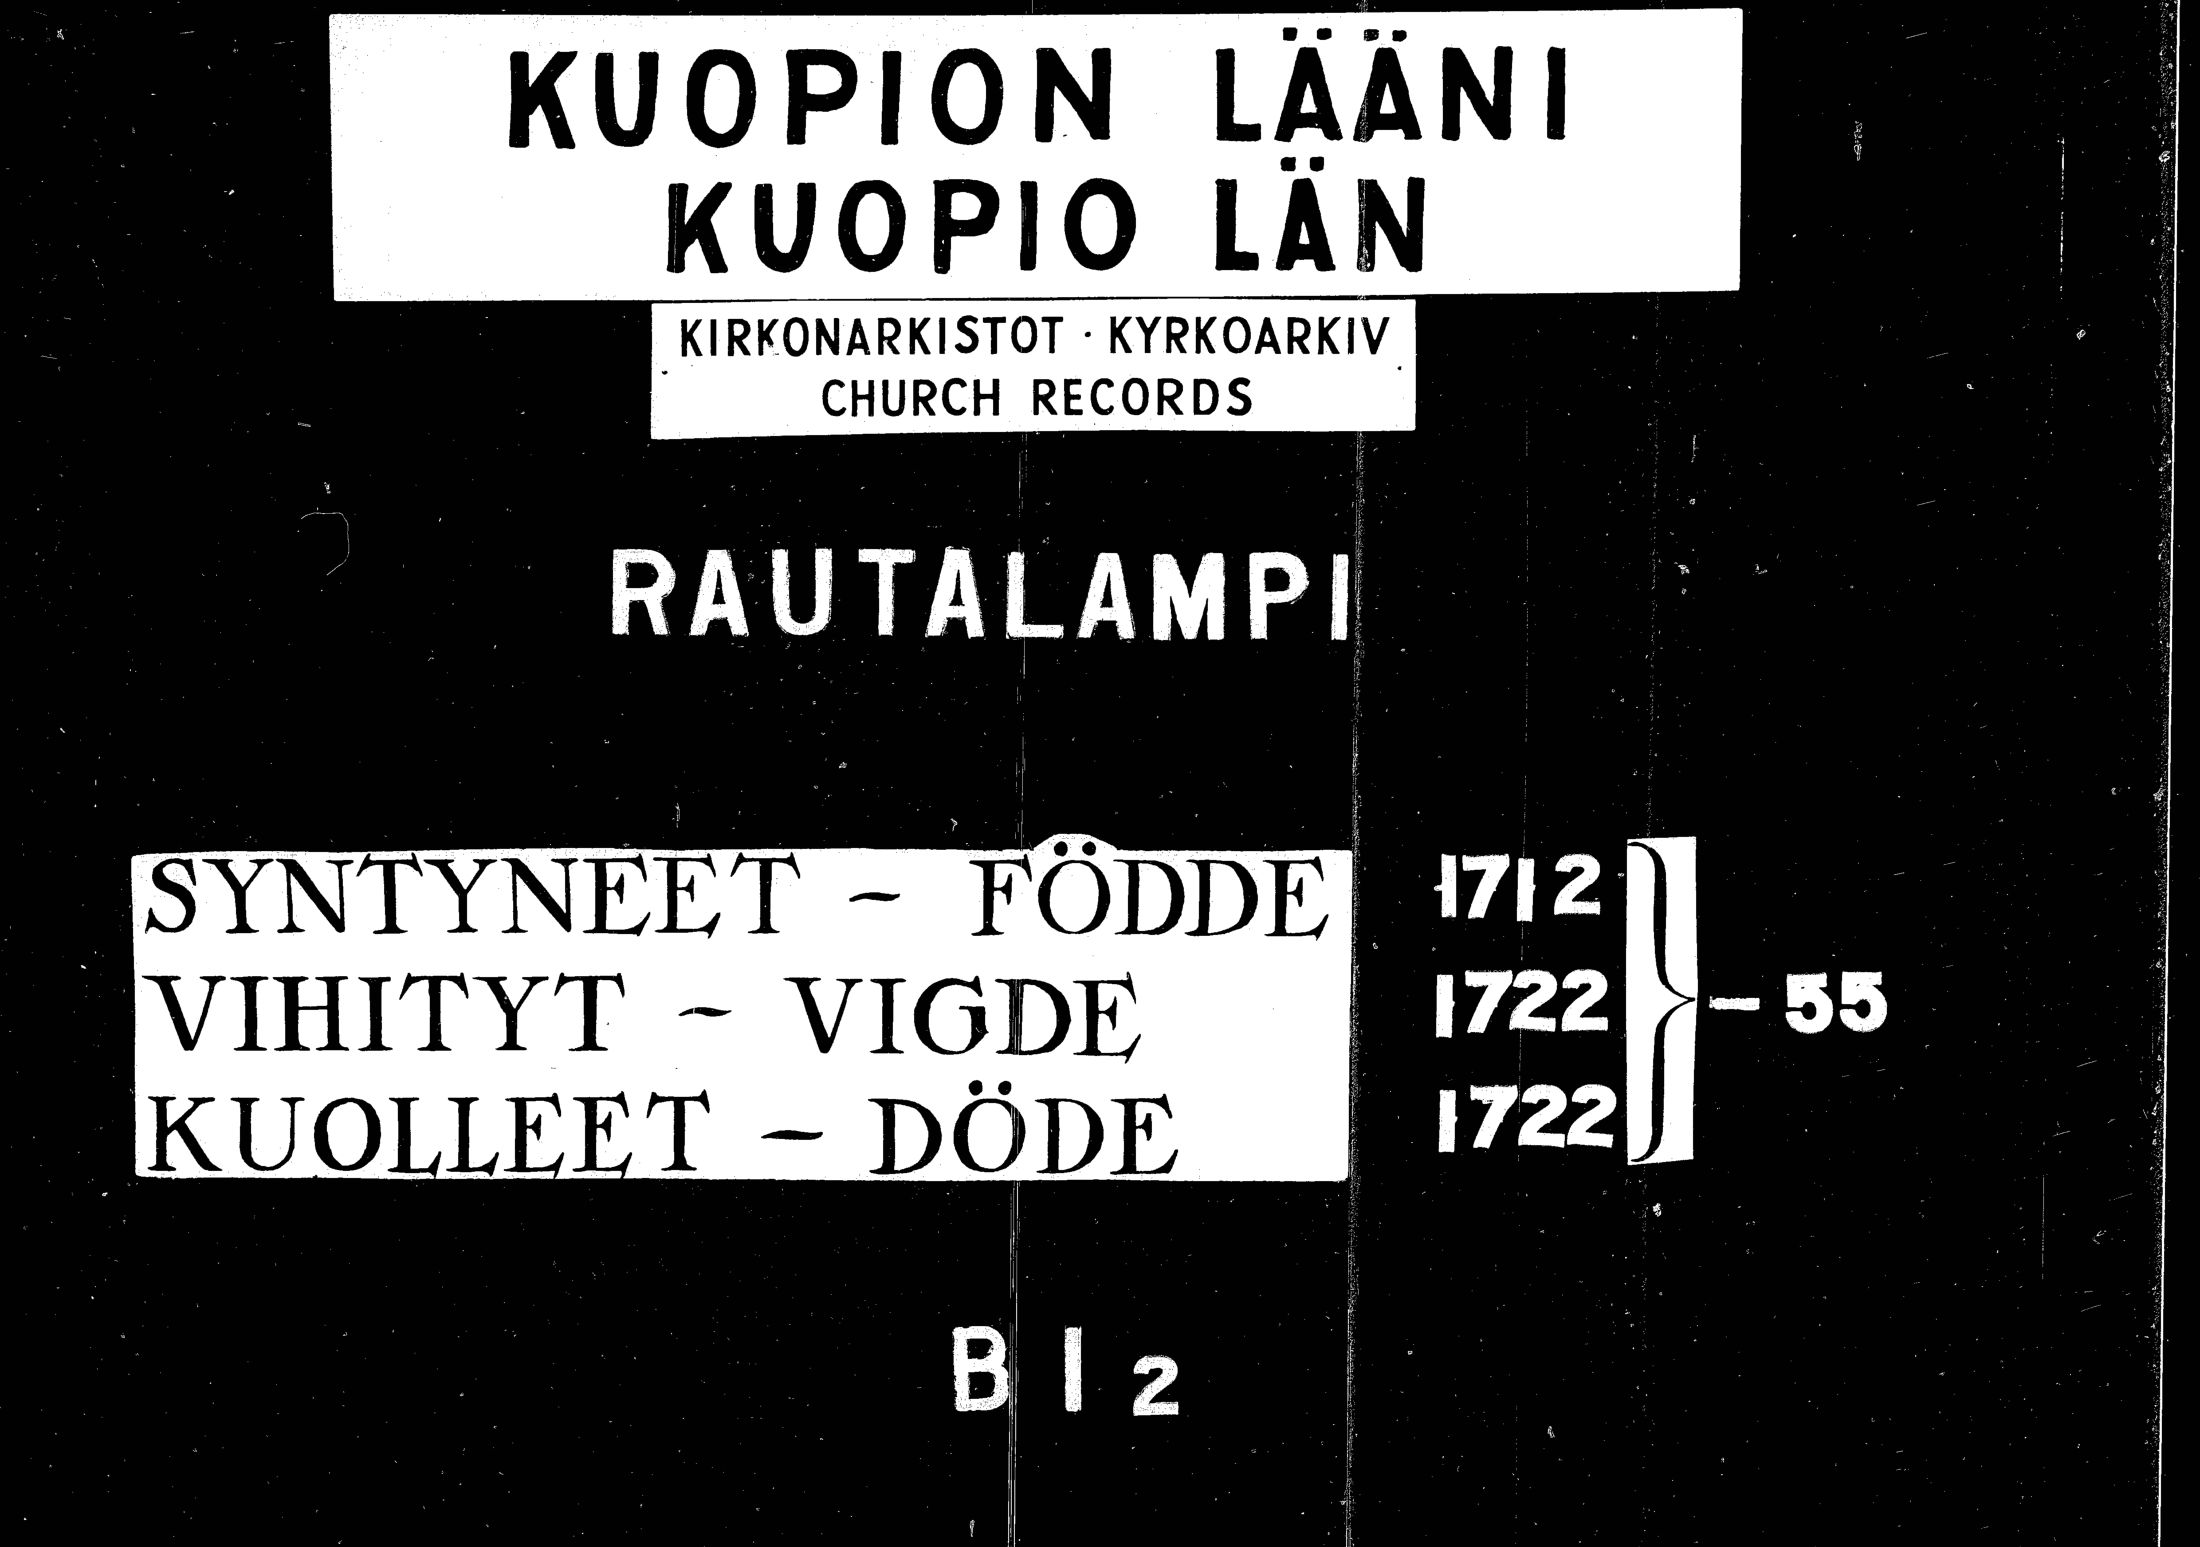 KUOPION LÄÄNI
KUOPIO LÄN
KIRKONARKISTOT · KYRKOARKIV
CHURCH RECORDS
RAUTALAMPI
SYNTYNEET - FÖDDE 1712
VIHITYT - VIGDE 1722 } - 55
KUOLLEET - DÖDE 1722
B I 2